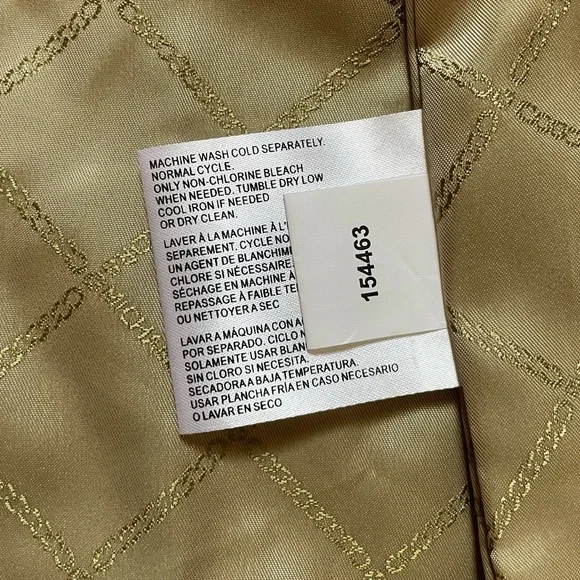 MACHINE WASH COLD SEPARATELY.
NORMAL CYCLE.
ONLY NON-CHLORINE BLEACH
WHEN NEEDED. TUMBLE DRY LOW
COOL IRON IF NEEDED
OR DRY CLEAN.
LAVER À LA MACHINE À L'
SEPAREMENT. CYCLE NO
UN AGENT DE BLANCHIM
CHLORE SI NÉCESSAIRE.
SÉCHAGE EN MACHINE À
REPASSAGE À FAIBLE TE
OU NETTOYER A SEC
LAVAR A MÀQUINA CON A
POR SEPARADO. CICLO N
SOLAMENTE USAR BLAN
SIN CLORO SI NECESITA.
SECADORA A BAJA TEMPERATURA.
USAR PLANCHA FRÍA EN CASO NECESARIO
O LAVAR EN SECO
154463